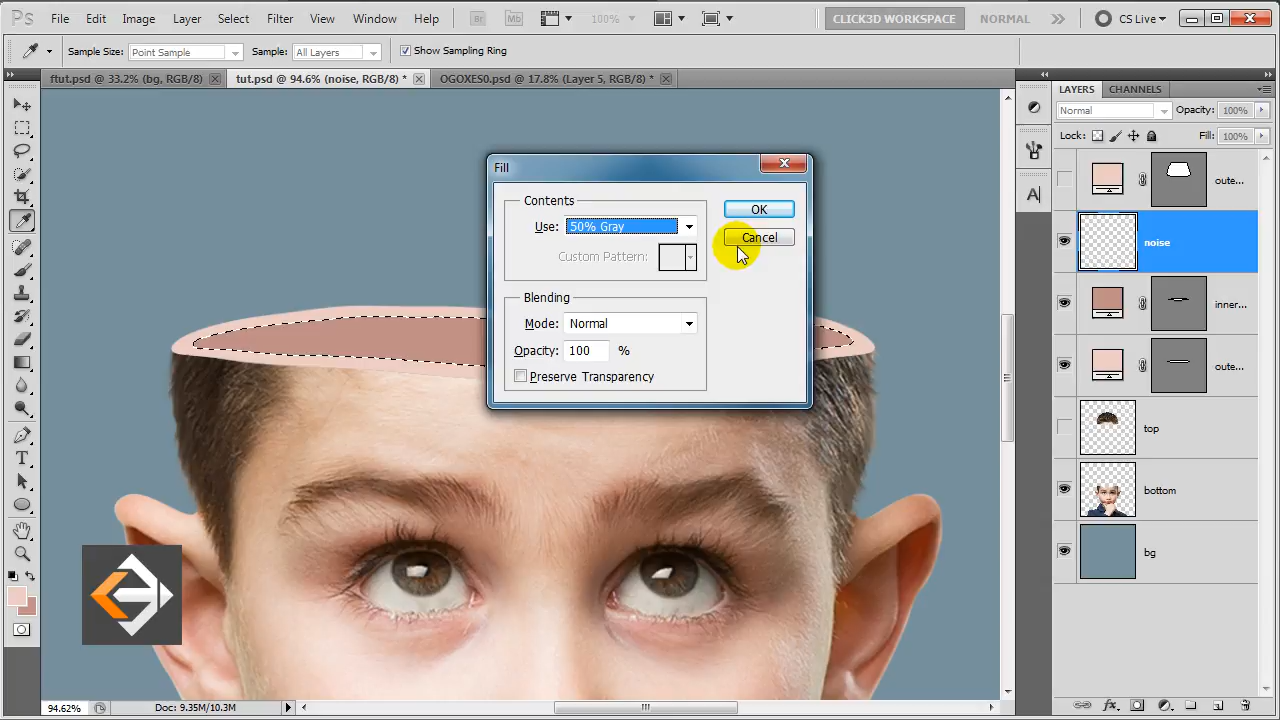 Ps File Edit Image Layer Select Filter View Window Help Br Mb 100% CLICK3D WORKSPACE NORMAL CS Live
Sample Size: Point Sample Sample: All Layers Show Sampling Ring
ftut.psd @ 33.2% (bg, RGB/8) tut.psd @ 94.6% (noise, RGB/8) * OGOXES0.psd @ 17.8% (Layer 5, RGB/8) *
LAYERS CHANNELS
Normal Opacity: 100%
Lock: Fill: 100%
Fill
Contents
Use: 50% Gray
Custom Pattern:
OK
Cancel
Blending
Mode: Normal
Opacity: 100 %
Preserve Transparency
oute...
noise
inner...
oute...
top
bottom
bg
A
T
94.62% Doc: 9.35M/10.3M